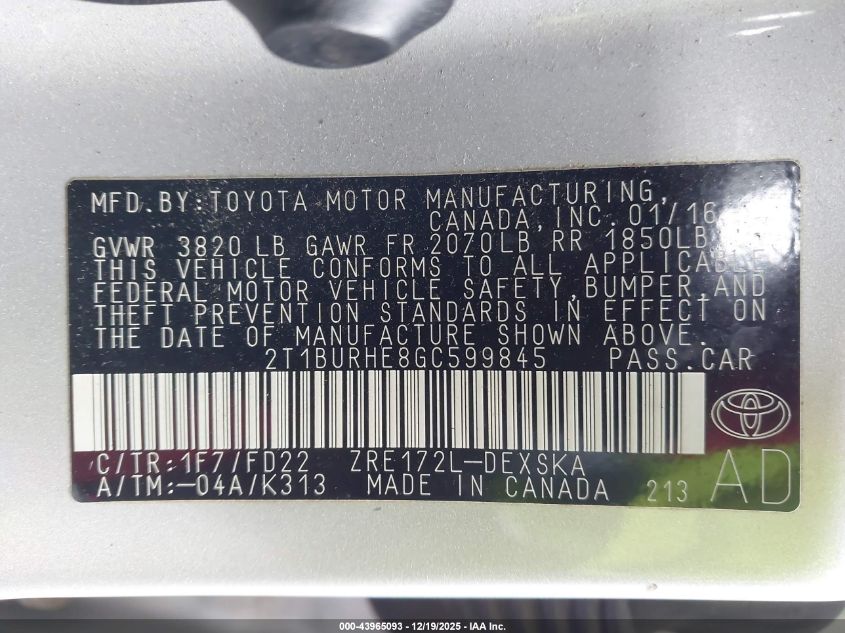 MFD.BY:TOYOTA MOTOR MANUFACTURING,
CANADA,INC. 01/16
GVWR 3820 LB GAWR FR 2070LB RR 1850LB
THIS VEHICLE CONFORMS TO ALL APPLICABLE
FEDERAL MOTOR VEHICLE SAFETY,BUMPER,AND
THEFT PREVENTION STANDARDS IN EFFECT ON
THE DATE OF MANUFACTURE SHOWN ABOVE.
2T1BURHE8GC599845 PASS.CAR
C/TR:1F7/FD22 ZRE172L-DEXSKA
A/TM:-04A/K313 MADE IN CANADA 213 AD
000-43965093 - 12/19/2025 - IAA Inc.